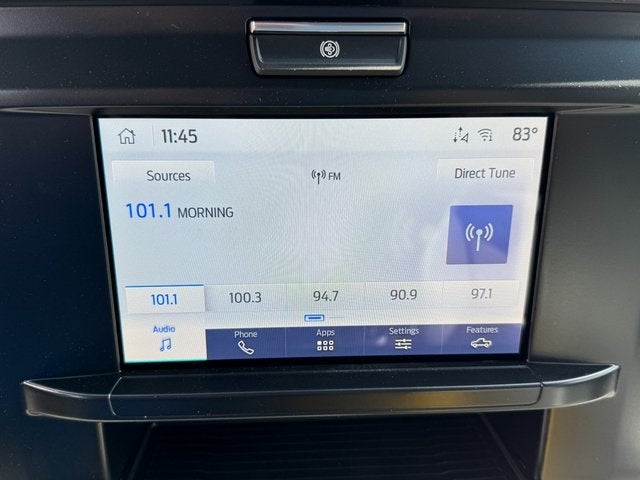 11:45 83°
Sources FM Direct Tune
101.1 MORNING
101.1 100.3 94.7 90.9 97.1
Audio Phone Apps Settings Features